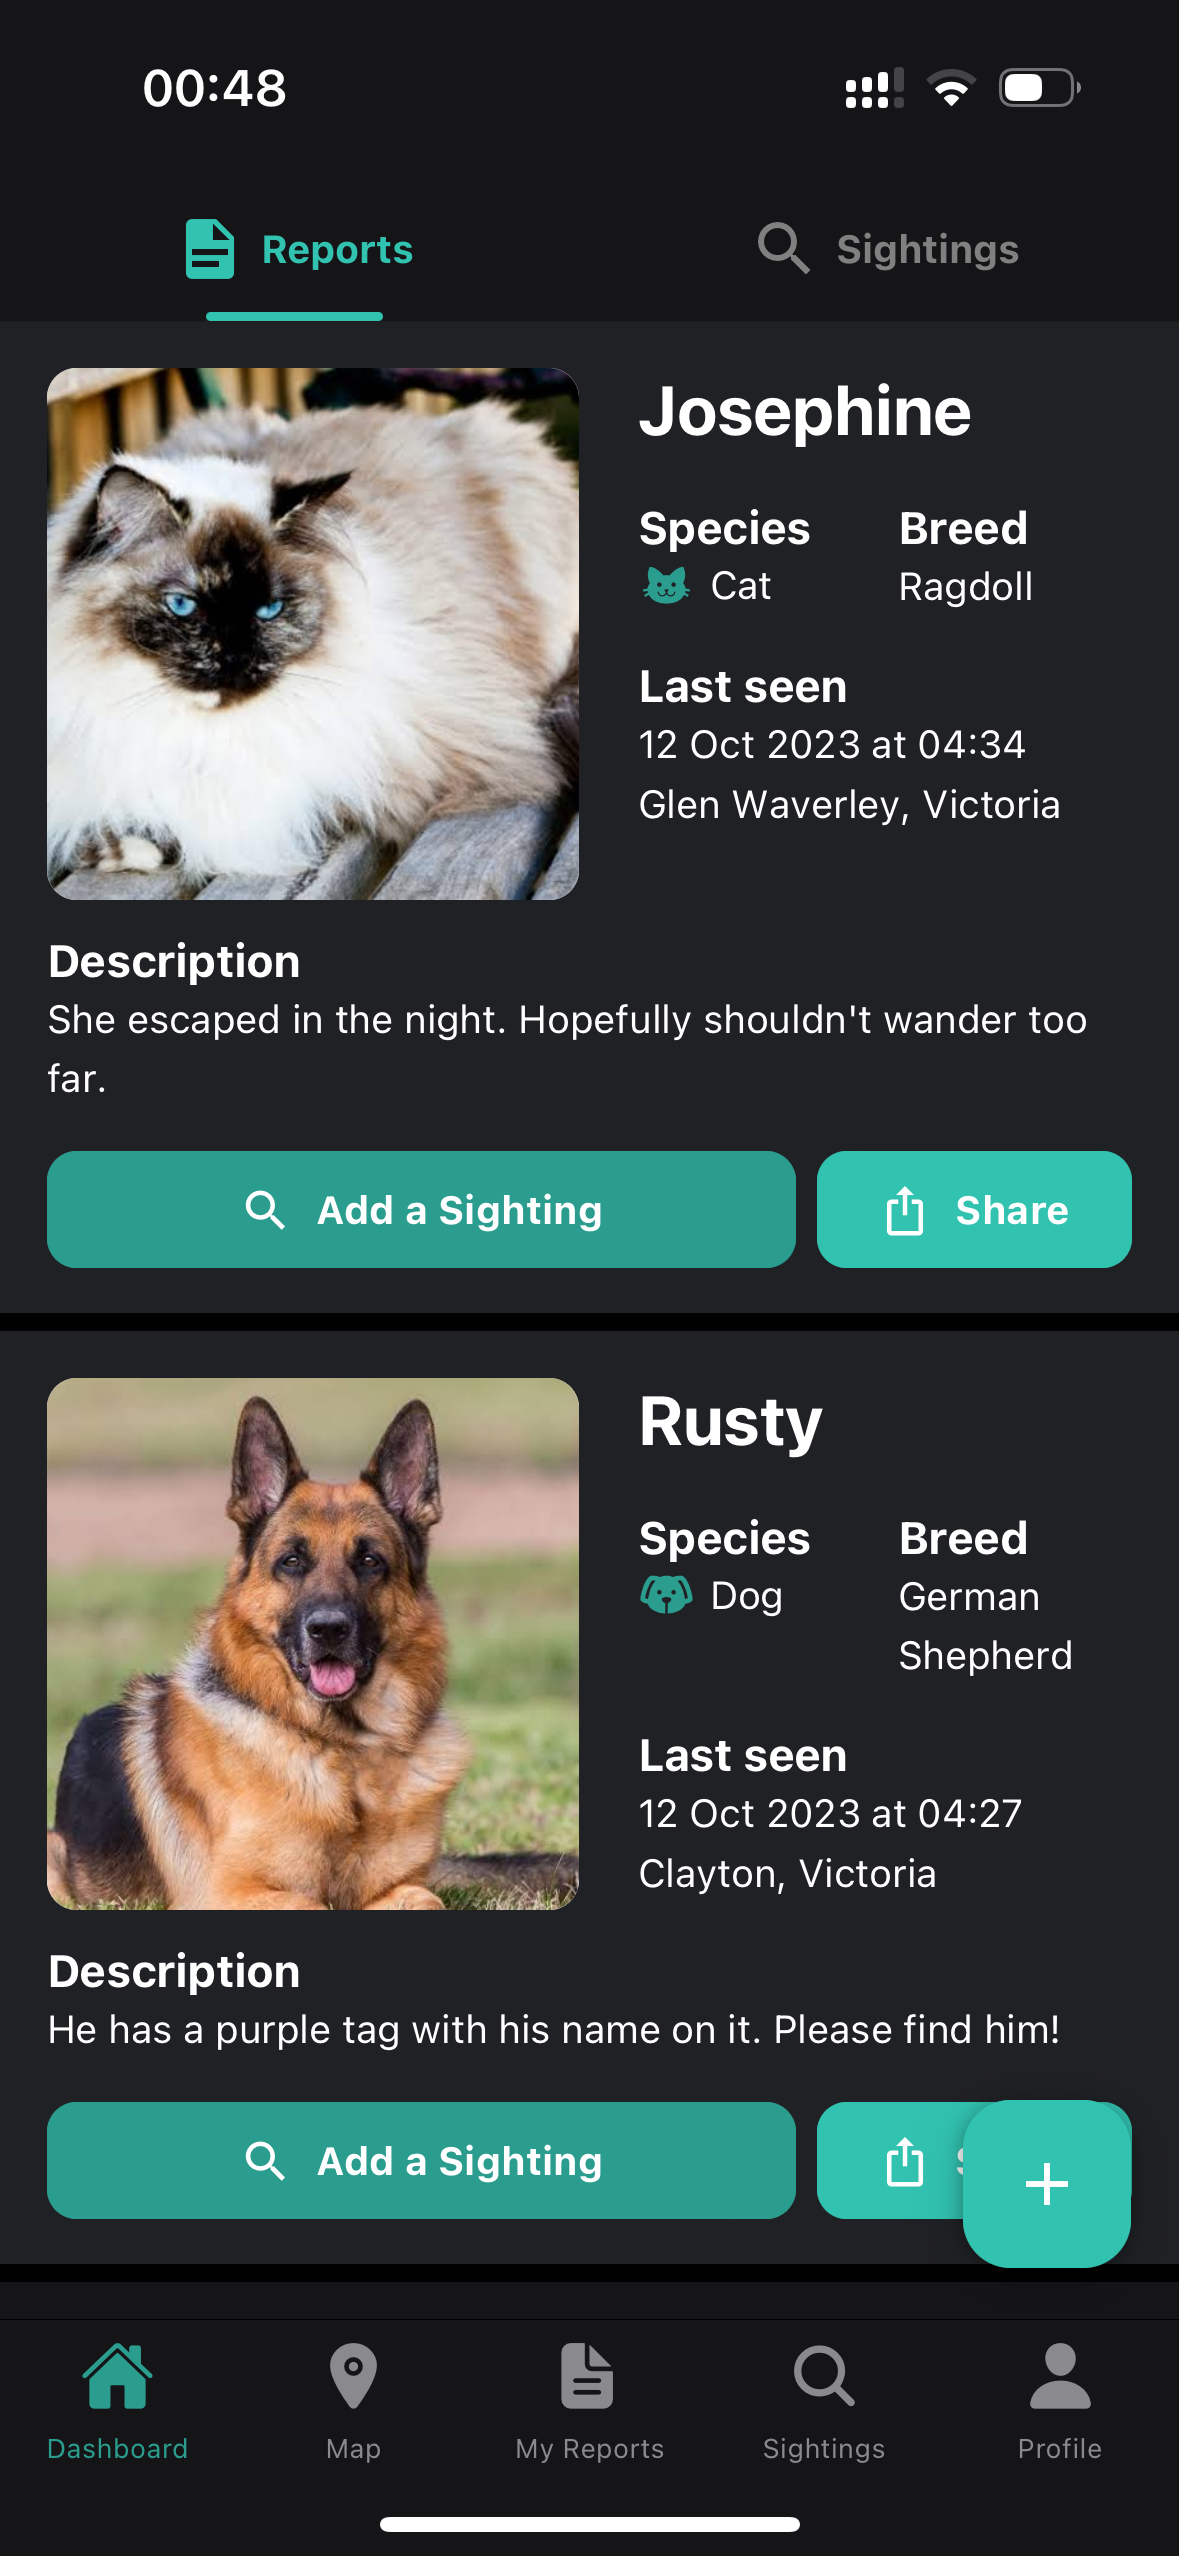 00:48
Reports
Sightings
Josephine
Species
Breed
Cat
Ragdoll
Last seen
12 Oct 2023 at 04:34
Glen Waverley, Victoria
Description
She escaped in the night. Hopefully shouldn't wander too
far.
Add a Sighting
Share
Rusty
Species
Breed
Dog
German
Shepherd
Last seen
12 Oct 2023 at 04:27
Clayton, Victoria
Description
He has a purple tag with his name on it. Please find him!
Add a Sighting
Dashboard
Map
My Reports
Sightings
Profile